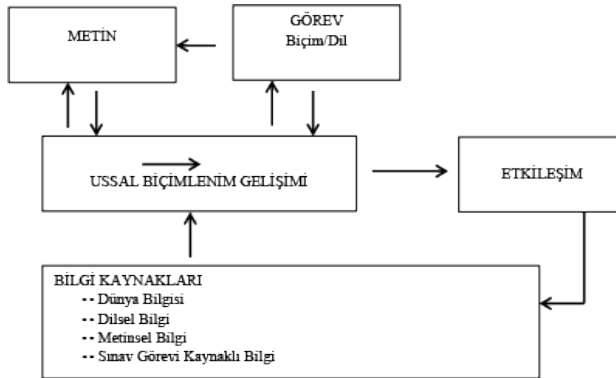 METİN
GÖREV
Biçim/Dil
USSAL BİÇİMLENİM GELİŞİMİ
ETKİLEŞİM
BİLGİ KAYNAKLARI
-- Dünya Bilgisi
-- Dilsel Bilgi
-- Metinsel Bilgi
-- Sınav Görevi Kaynaklı Bilgi